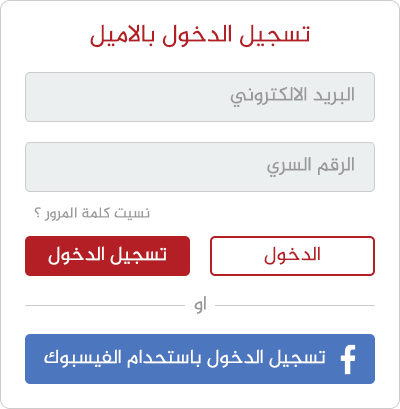 تسجيل الدخول بالاميل
البريد الالكتروني
الرقم السري
نسيت كلمة المرور ؟
الدخول
تسجيل الدخول
او
تسجيل الدخول باستحدام الفيسبوك